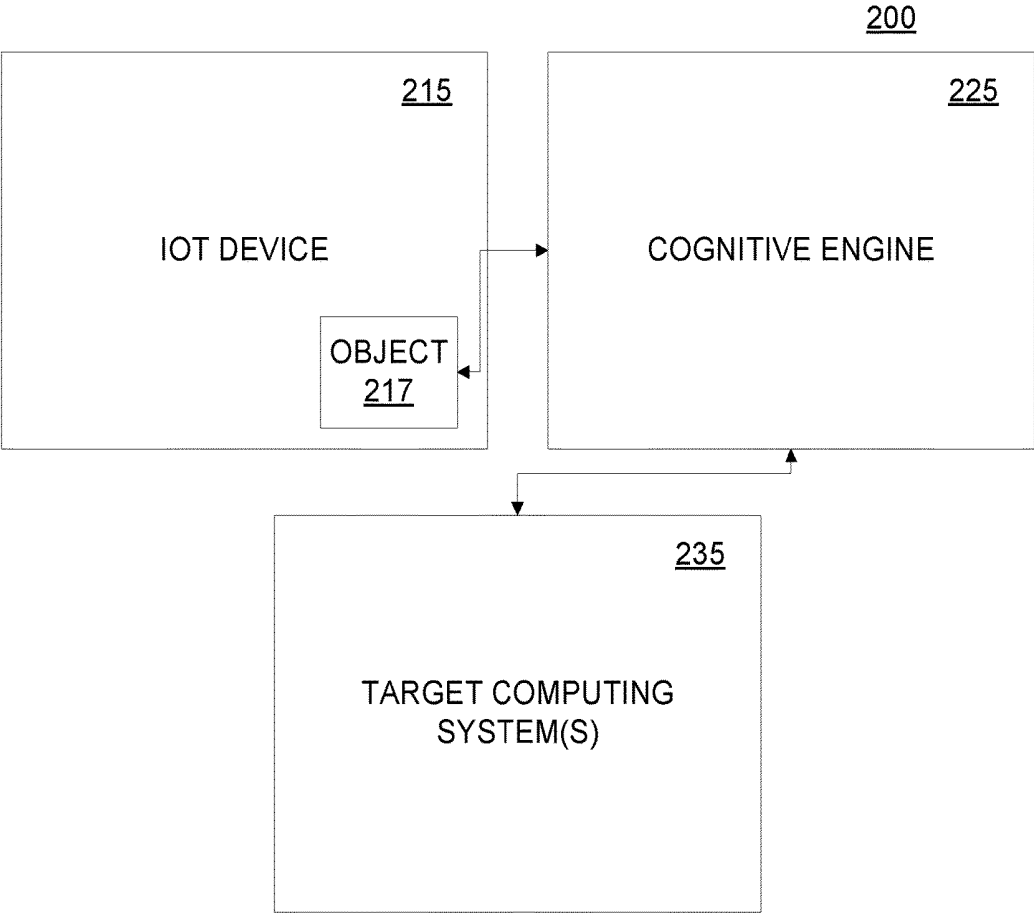 200
215
225
IOT DEVICE
COGNITIVE ENGINE
OBJECT
217
235
TARGET COMPUTING
SYSTEM(S)